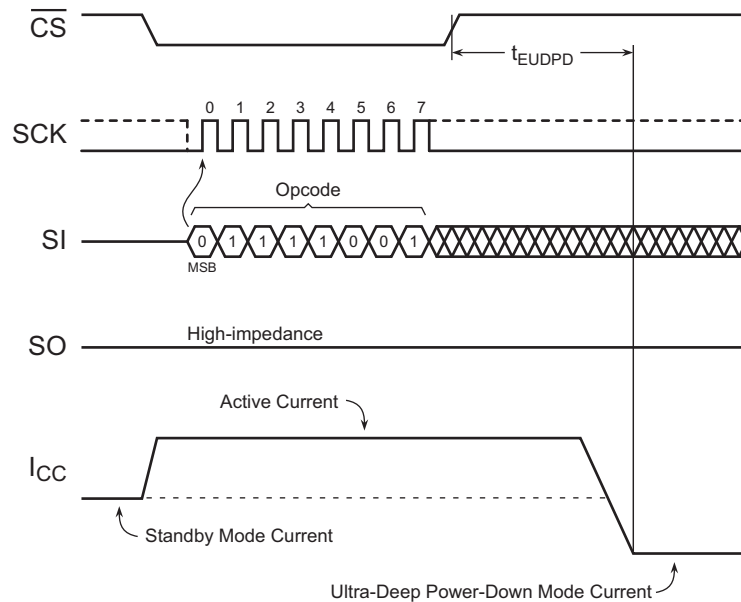 CS
tEUDPD
0 1 2 3 4 5 6 7
SCK
Opcode
SI
0 1 1 1 1 0 0 1
MSB
High-impedance
SO
Active Current
ICC
Standby Mode Current
Ultra-Deep Power-Down Mode Current